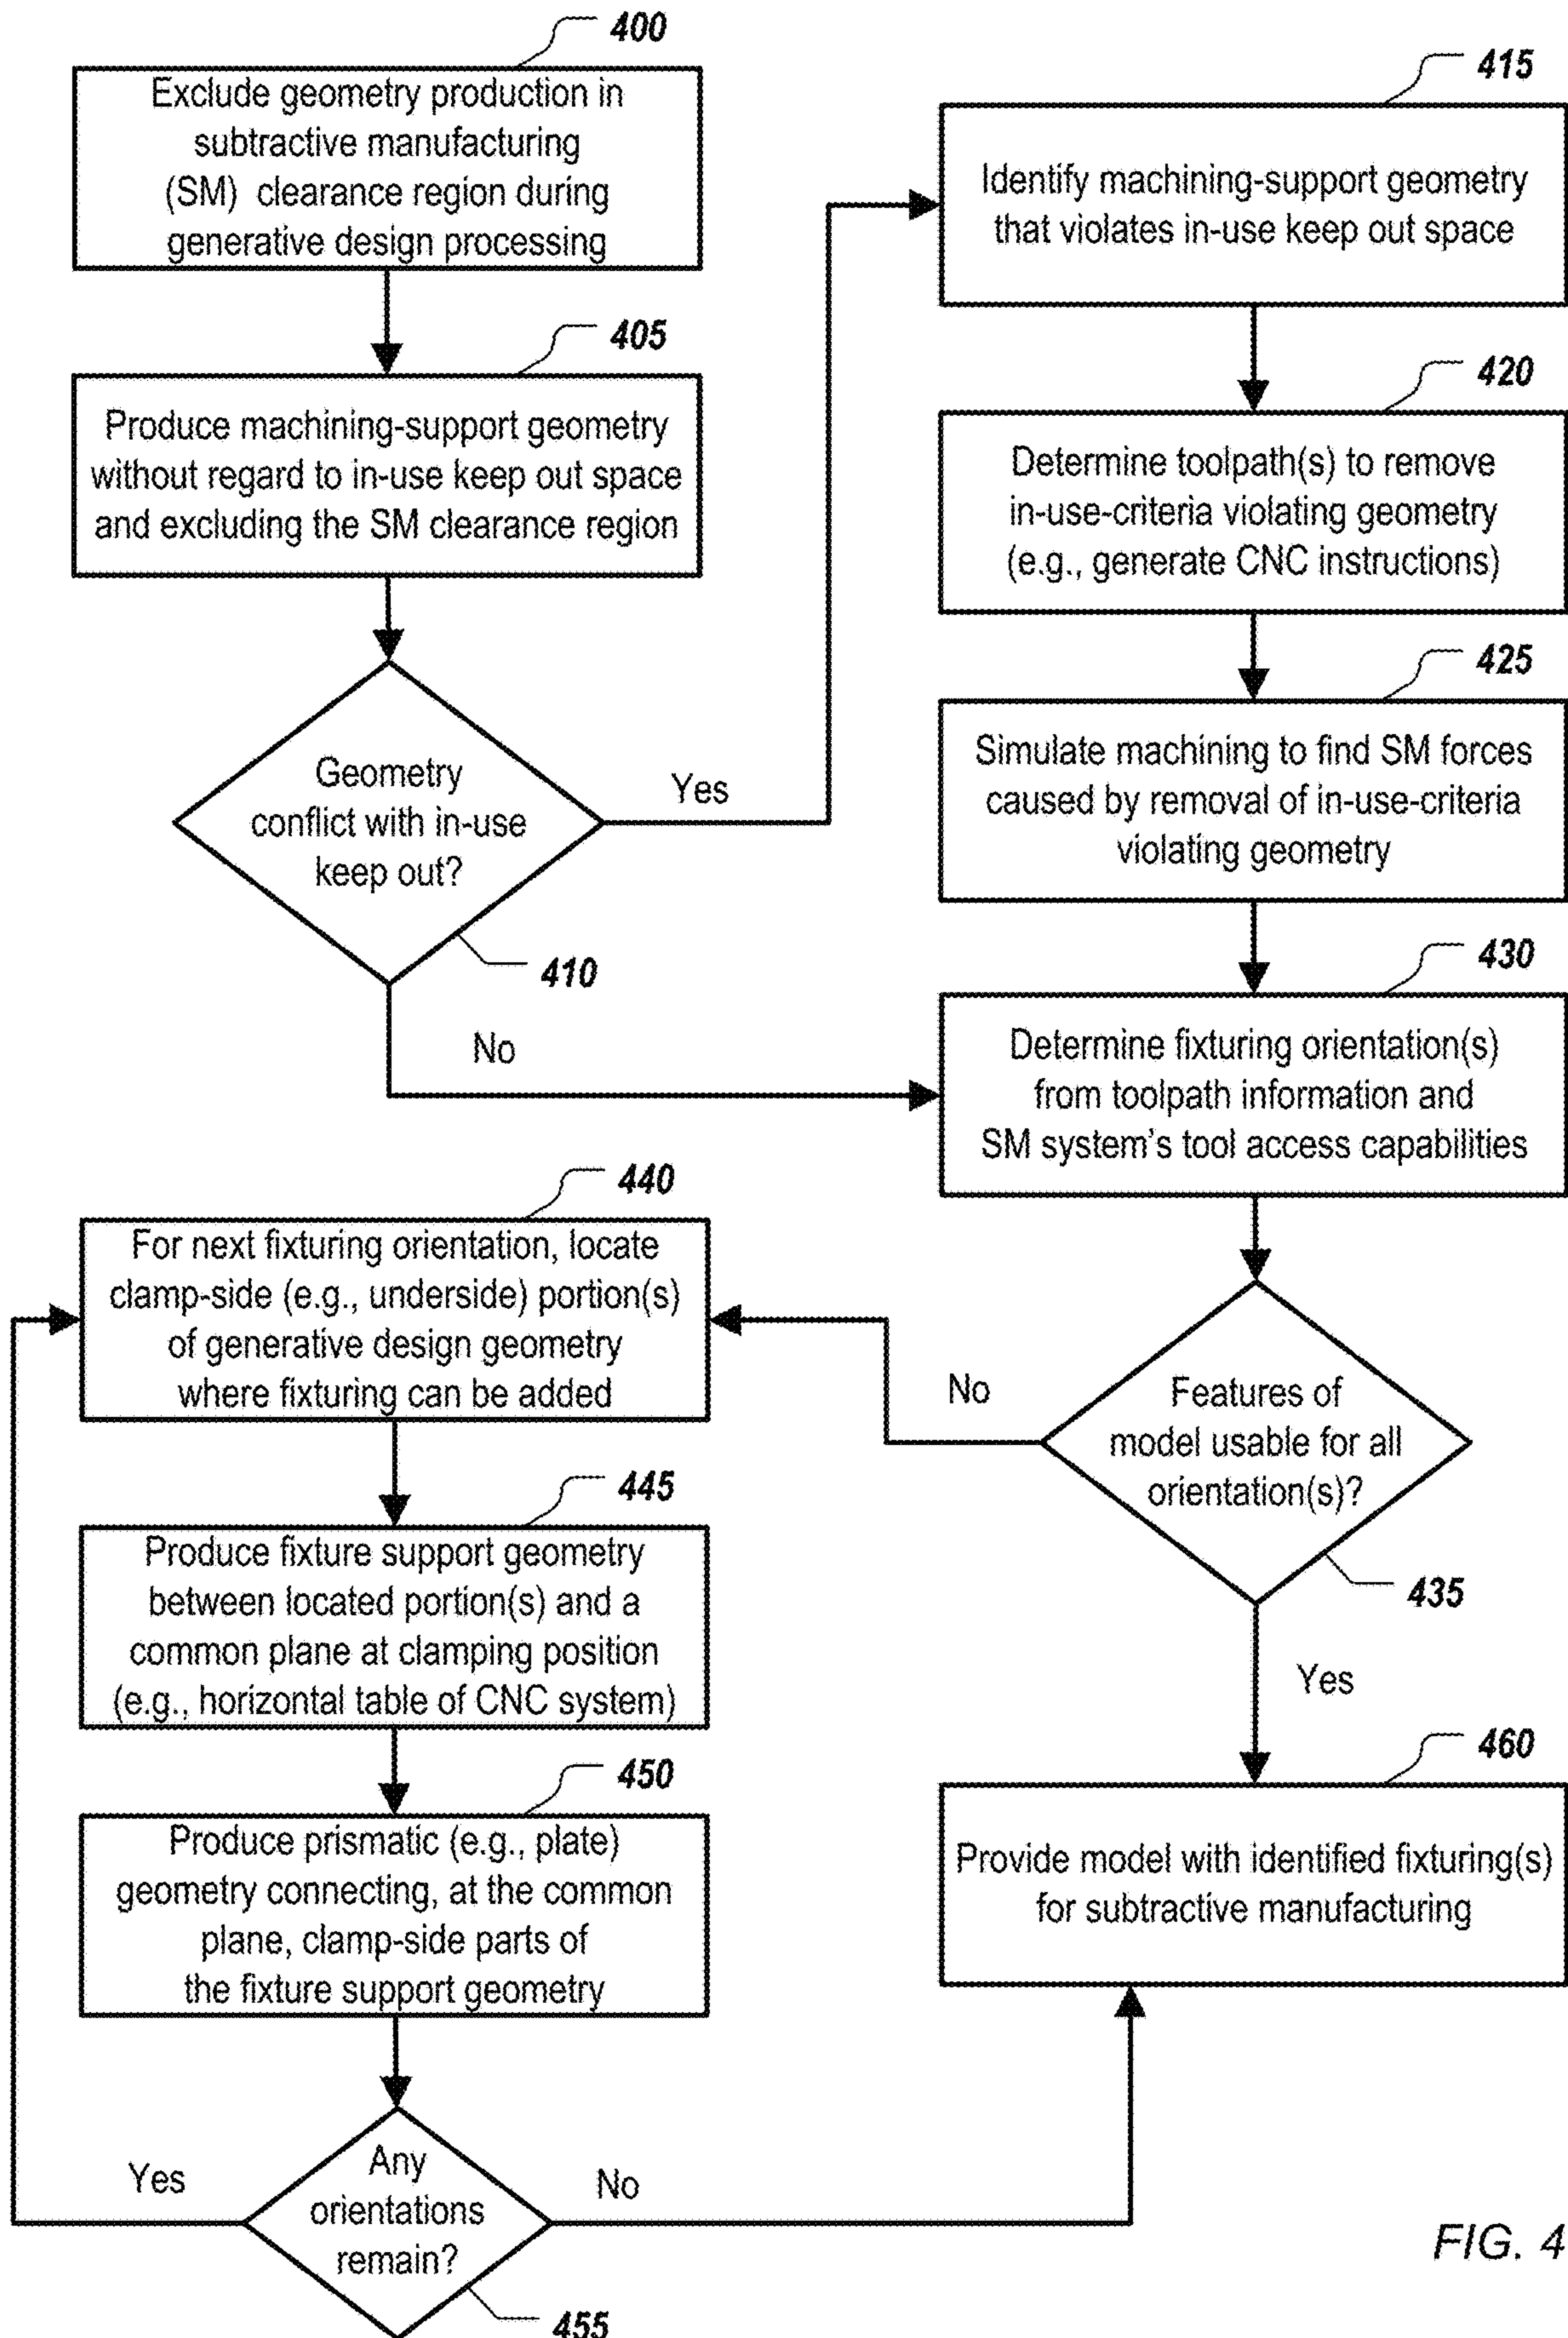 400
Exclude geometry production in
subtractive manufacturing
(SM) clearance region during
generative design processing
405
Produce machining-support geometry
without regard to in-use keep out space
and excluding the SM clearance region
Geometry
conflict with in-use
keep out?
Yes
410
No
415
Identify machining-support geometry
that violates in-use keep out space
420
Determine toolpath(s) to remove
in-use-criteria violating geometry
(e.g., generate CNC instructions)
425
Simulate machining to find SM forces
caused by removal of in-use-criteria
violating geometry
430
Determine fixturing orientation(s)
from toolpath information and
SM system's tool access capabilities
Features of
model usable for all
orientation(s)?
No
435
Yes
440
For next fixturing orientation, locate
clamp-side (e.g., underside) portion(s)
of generative design geometry
where fixturing can be added
445
Produce fixture support geometry
between located portion(s) and a
common plane at clamping position
(e.g., horizontal table of CNC system)
450
Produce prismatic (e.g., plate)
geometry connecting, at the common
plane, clamp-side parts of
the fixture support geometry
Any
orientations
remain?
Yes
No
455
460
Provide model with identified fixturing(s)
for subtractive manufacturing
FIG. 4